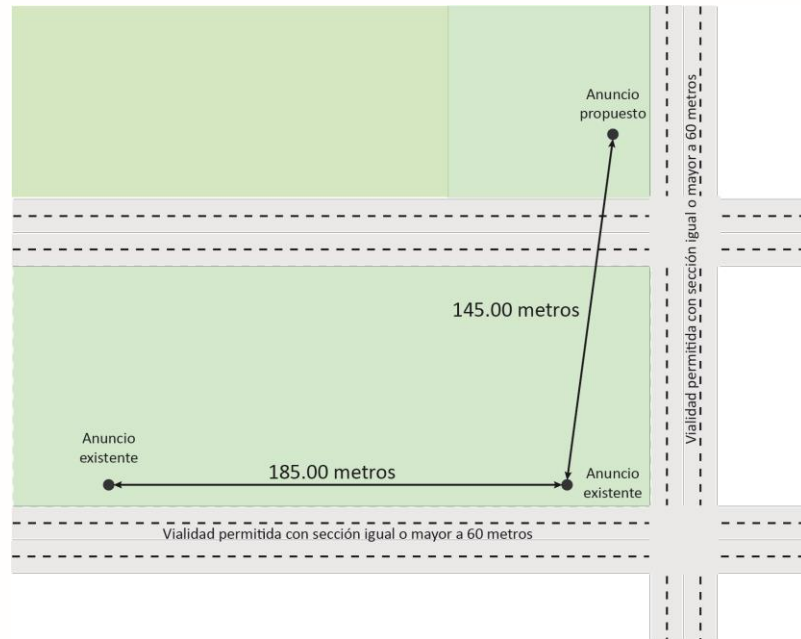 Anuncio
propuesto
Vialidad permitida con sección igual o mayor a 60 metros
145.00 metros
Anuncio
existente
185.00 metros
Anuncio
existente
Vialidad permitida con sección igual o mayor a 60 metros